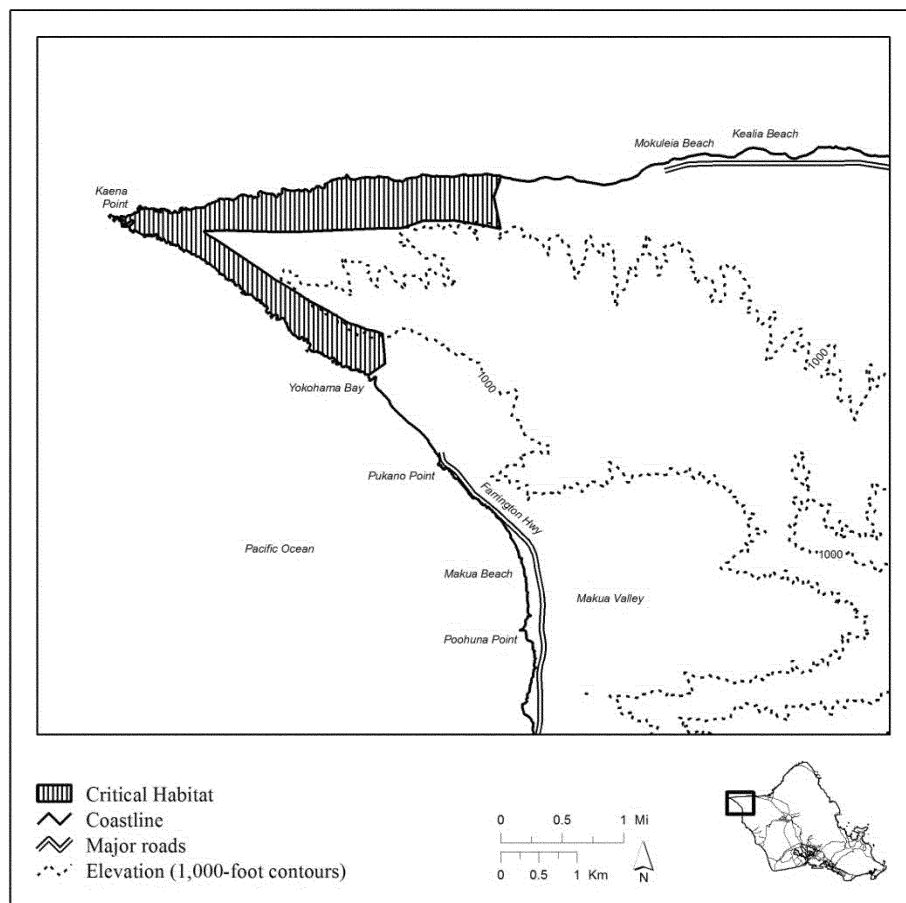 Kealia Beach
Mokuleia Beach
Kaena
Point
1000
Yokohama Bay
1000
Pukano Point
Farrington Hwy
Pacific Ocean
1000
Makua Beach
Makua Valley
Poohuna Point
Critical Habitat
Coastline
Major roads
Elevation (1,000-foot contours)
0 0.5 1 Mi
0 0.5 1 Km
N